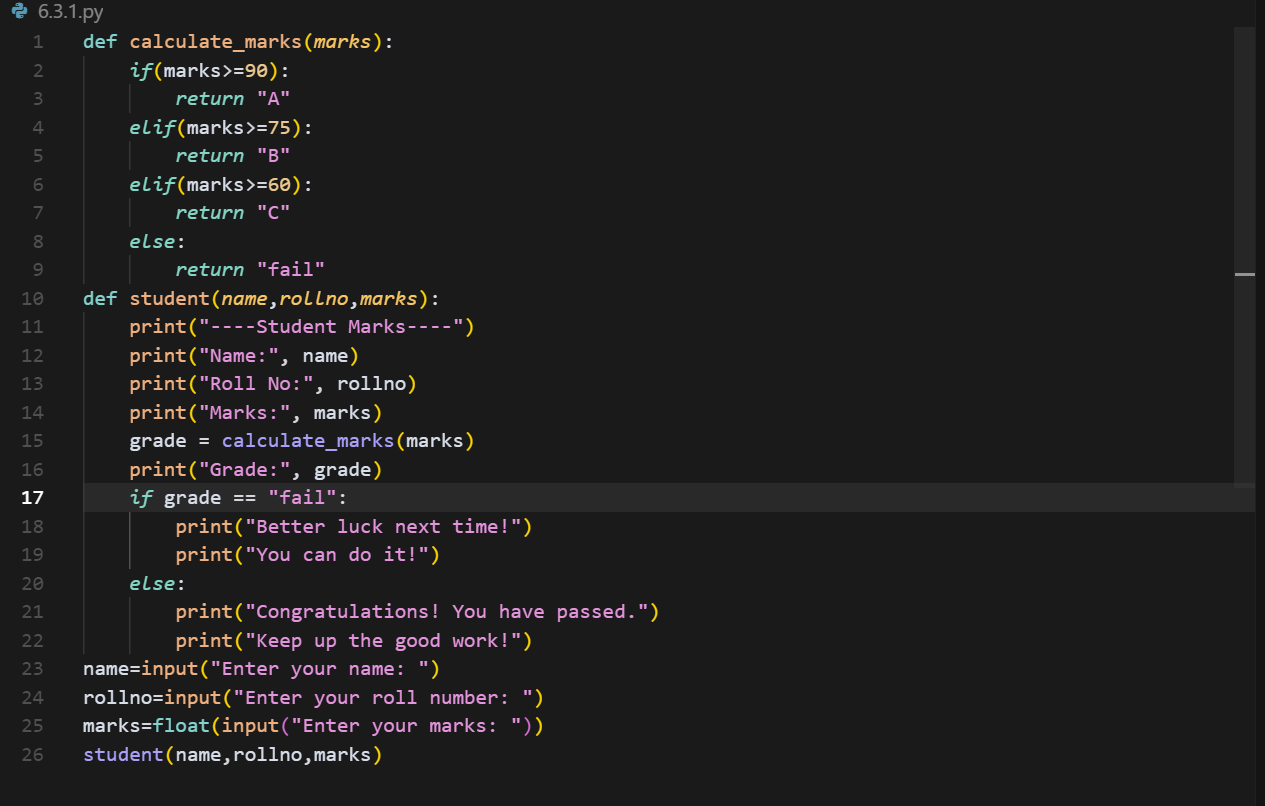 6.3.1.py
1 def calculate_marks(marks):
2     if(marks>=90):
3         return "A"
4     elif(marks>=75):
5         return "B"
6     elif(marks>=60):
7         return "C"
8     else:
9         return "fail"
10 def student(name,rollno,marks):
11     print("----Student Marks----")
12     print("Name:", name)
13     print("Roll No:", rollno)
14     print("Marks:", marks)
15     grade = calculate_marks(marks)
16     print("Grade:", grade)
17     if grade == "fail":
18         print("Better luck next time!")
19         print("You can do it!")
20     else:
21         print("Congratulations! You have passed.")
22         print("Keep up the good work!")
23 name=input("Enter your name: ")
24 rollno=input("Enter your roll number: ")
25 marks=float(input("Enter your marks: "))
26 student(name,rollno,marks)